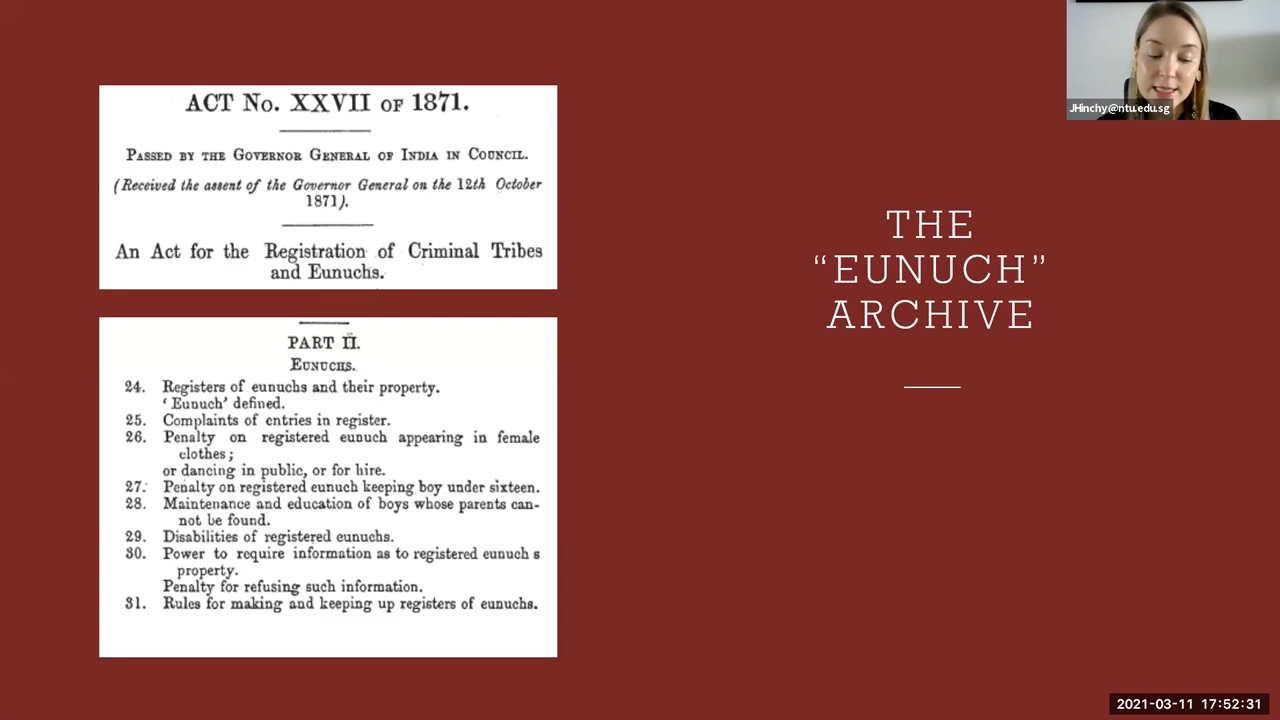 ACT No. XXVII OF 1871.
PASSED BY THE GOVERNOR GENERAL OF INDIA IN COUNCIL.
(Received the assent of the Governor General on the 12th October
1871).
An Act for the Registration of Criminal Tribes
and Eunuchs.
PART II.
EUNUCHS.
24. Registers of eunuchs and their property.
‘Eunuch’ defined.
25. Complaints of entries in register.
26. Penalty on registered eunuch appearing in female
clothes;
or dancing in public, or for hire.
27. Penalty on registered eunuch keeping boy under sixteen.
28. Maintenance and education of boys whose parents can-
not be found.
29. Disabilities of registered eunuchs.
30. Power to require information as to registered eunuch s
property.
Penalty for refusing such information.
31. Rules for making and keeping up registers of eunuchs.
THE
“EUNUCH”
ARCHIVE
JHinchy@ntu.edu.sg
2021-03-11 17:52:31